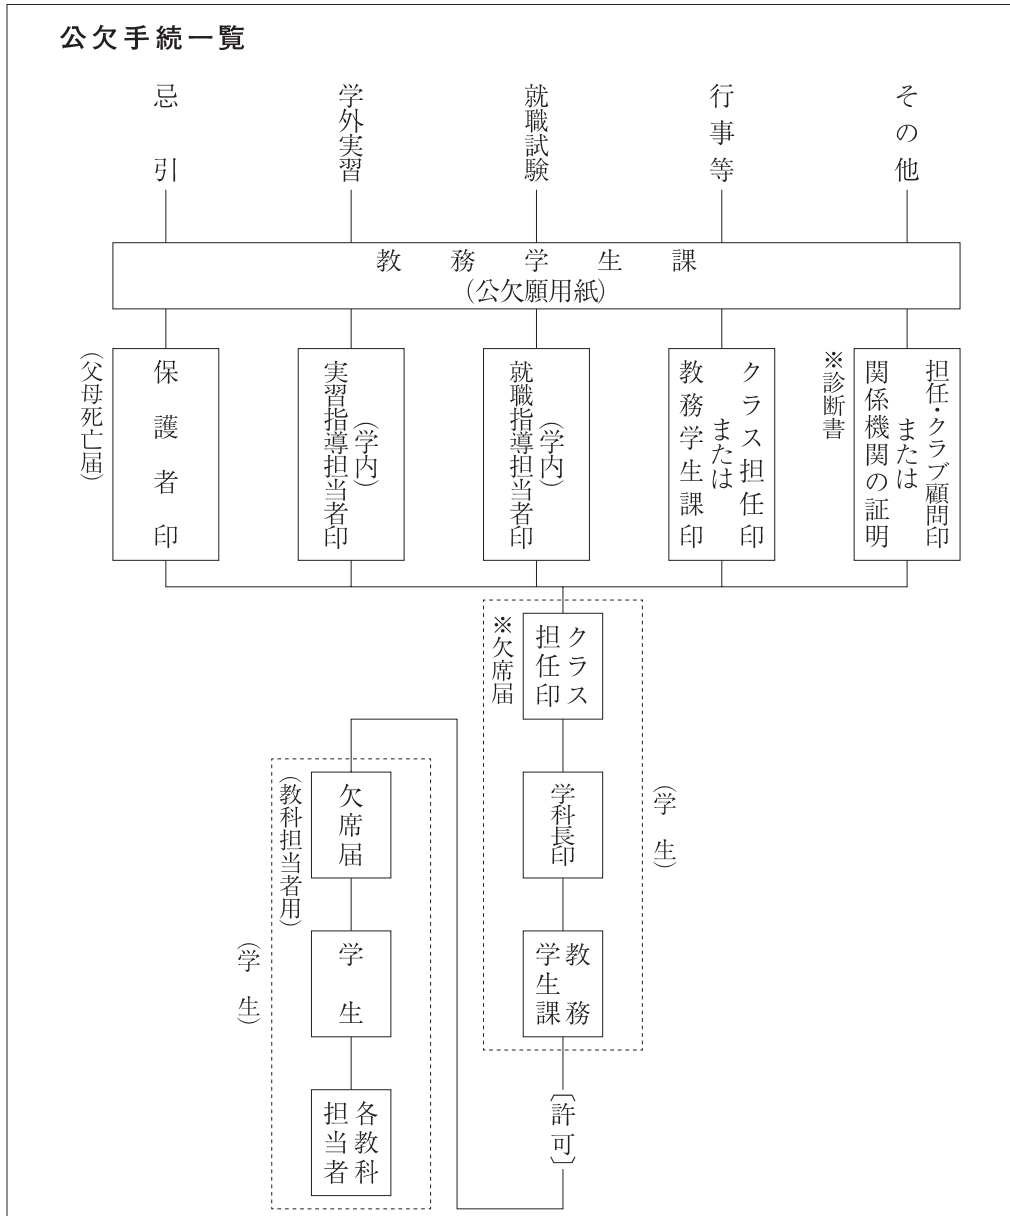 公欠手続一覧
忌引
学外実習
就職試験
行事等
その他
教務学生課
(公欠願用紙)
(父母死亡届)
保護者印
(学内)
実習指導担当者印
(学内)
就職指導担当者印
クラス担任印
または
教務学生課印
担任・クラブ顧問印
または
関係機関の証明
※診断書
クラス
担任印
※欠席届
学科長印
教務
学生課
(学生)
〔許可〕
欠席届
(教科担当者用)
学生
各教科
担当者
(学生)